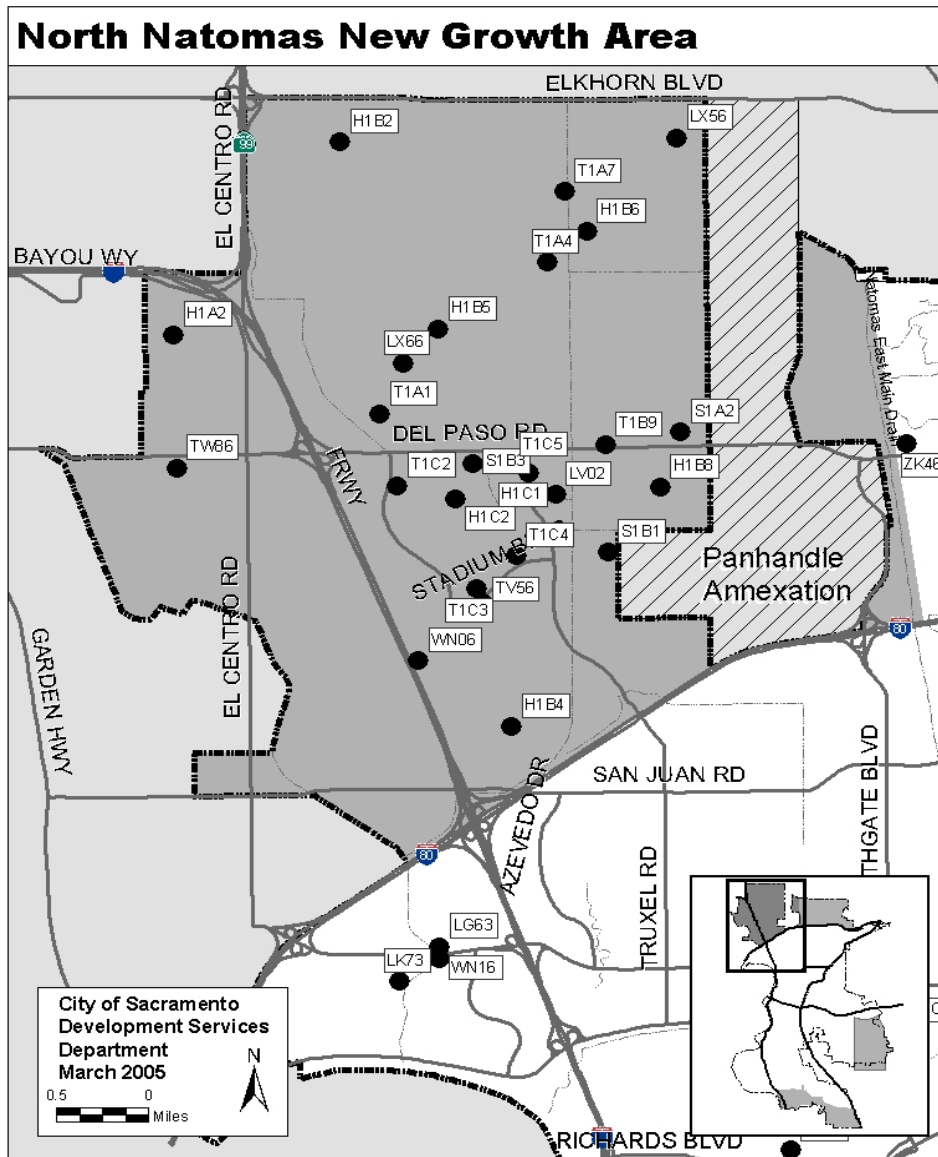 North Natomas New Growth Area
ELKHORN BLVD
EL CENTRO RD
99
H1B2
LX56
T1A7
H1B6
T1A4
BAYOU WY
Natomas East Main Drain
H1A2
H1B5
LX66
T1A1
DEL PASO RD
T1B9
S1A2
TW86
T1C2
S1B3
T1C5
LV02
H1B8
ZK46
FRWY
H1C1
H1C2
T1C4
S1B1
STADIUM B
Panhandle
Annexation
TV56
T1C3
EL CENTRO RD
GARDEN HWY
WN06
80
H1B4
SAN JUAN RD
AZEVEDO DR
80
TRUXEL RD
THGATE BLVD
LG63
LK73
WN16
City of Sacramento
Development Services
Department
March 2005
N
0.5 0
Miles
RICHARDS BLVD